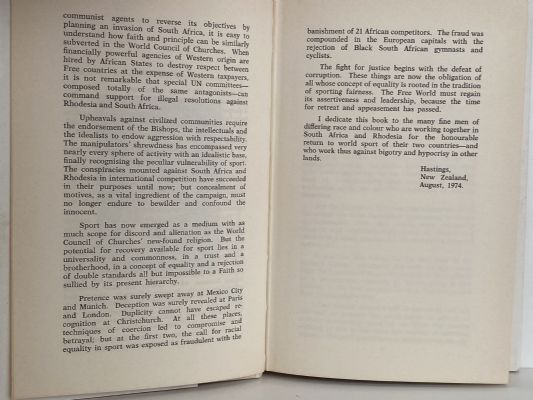 communist agents to reverse its objectives by
planning an invasion of South Africa, it is easy to
understand how faith and principle can be similarly
subverted in the World Council of Churches. When
financially powerful agencies of Western origin are
hired by African States to destroy respect between
Free countries at the expense of Western taxpayers,
it is not remarkable that special UN committees—
composed totally of the same antagonists—can
command support for illegal resolutions against
Rhodesia and South Africa.
Upheavals against civilized communities require
the endorsement of the Bishops, the intellectuals and
the idealists to endow aggression with respectability.
The manipulators' shrewdness has encompassed very
nearly every sphere of activity with an idealistic base,
finally recognising the peculiar vulnerability of sport.
The conspiracies mounted against South Africa and
Rhodesia in international competition have succeeded
in their purposes until now; but concealment of
motives, as a vital ingredient of the campaign, must
no longer endure to bewilder and confound the
innocent.
Sport has now emerged as a medium with as
much scope for discord and alienation as the World
Council of Churches' new-found religion. But the
potential for recovery available for sport lies in a
universality and commonness, in a trust and a
brotherhood, in a concept of equality and a rejection
of double standards all but impossible to a Faith so
sullied by its present hierarchy.
Pretence was surely swept away at Mexico City
and Munich. Deception was surely revealed at Paris
and London. Duplicity cannot have escaped re-
cognition at Christchurch. At all these places,
techniques of coercion led to compromise and
betrayal; but at the first two, the call for racial
equality in sport was exposed as fraudulent with the
banishment of 21 African competitors. The fraud was
compounded in the European capitals with the
rejection of Black South African gymnasts and
cyclists.
The fight for justice begins with the defeat of
corruption. These things are now the obligation of
all whose concept of equality is rooted in the tradition
of sporting fairness. The Free World must regain
its assertiveness and leadership, because the time
for retreat and appeasement has passed.
I dedicate this book to the many fine men of
differing race and colour who are working together in
South Africa and Rhodesia for the honourable
return to world sport of their two countries—and
who work thus against bigotry and hypocrisy in other
lands.
Hastings,
New Zealand,
August, 1974.